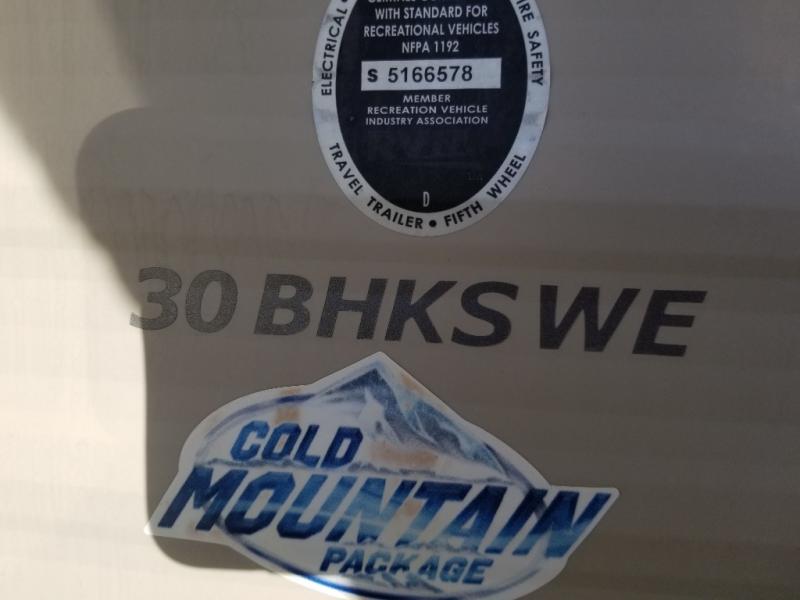 ELECTRICAL •
FIRE SAFETY
WITH STANDARD FOR
RECREATIONAL VEHICLES
NFPA 1192
S 5166578
MEMBER
RECREATION VEHICLE
INDUSTRY ASSOCIATION
D
TRAVEL TRAILER • FIFTH WHEEL
30 BHKS WE
COLD
MOUNTAIN
PACKAGE